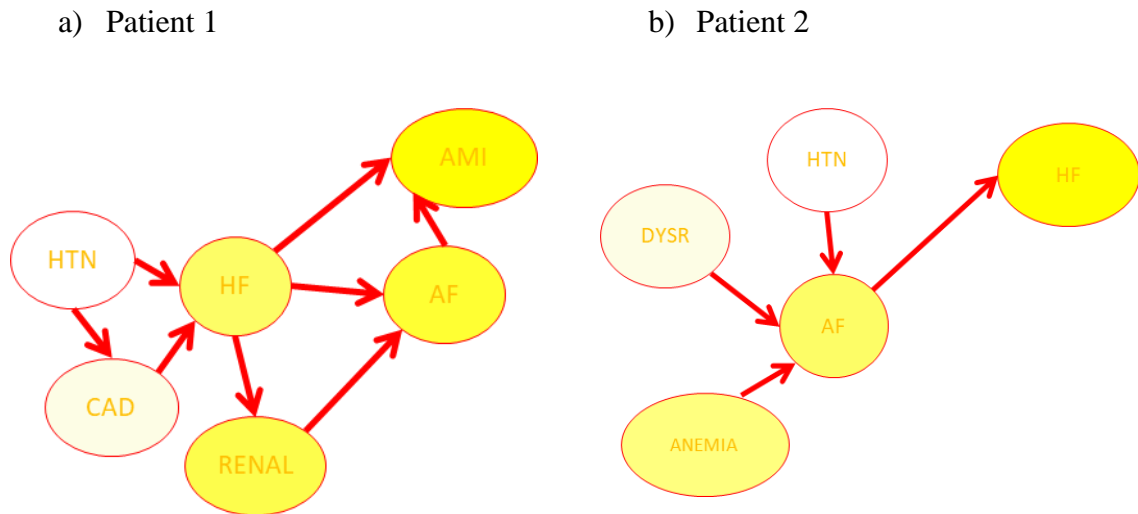 a) Patient 1
b) Patient 2
AMI
HTN
HF
AF
CAD
RENAL
HTN
HF
DYSR
AF
ANEMIA